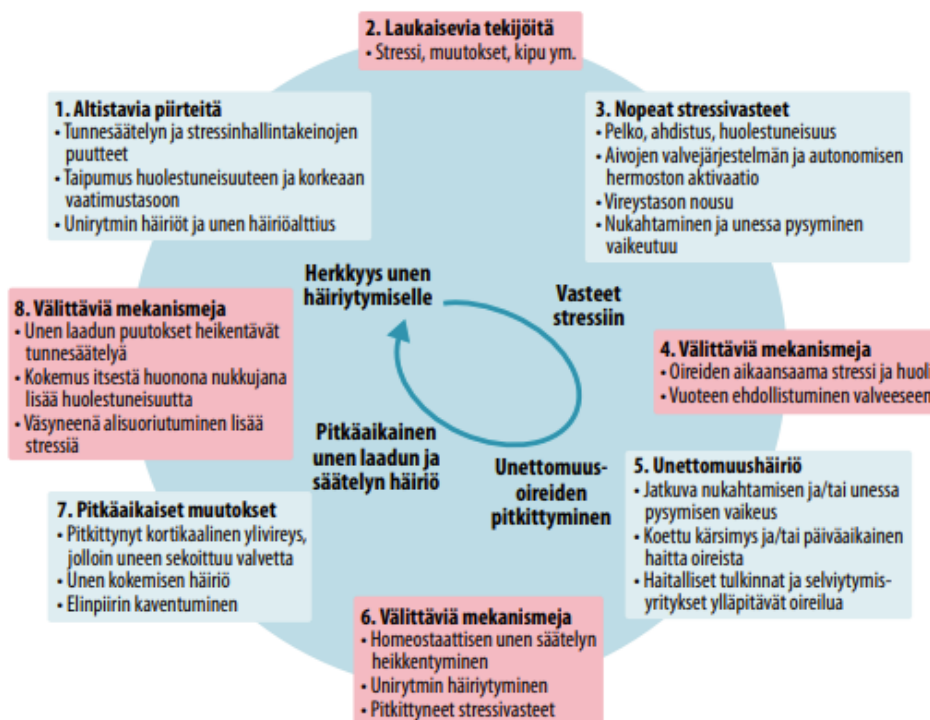 2. Laukaisevia tekijöitä
• Stressi, muutokset, kipu ym.
1. Altistavia piirteitä
• Tunnesäätelyn ja stressinhallintakeinojen
puutteet
• Taipumus huolestuneisuuteen ja korkeaan
vaatimustasoon
• Unirytmin häiriöt ja unen häiriöalttius
3. Nopeat stressivasteet
• Pelko, ahdistus, huolestuneisuus
• Aivojen valvejärjestelmän ja autonomisen
hermoston aktivaatio
• Vireystason nousu
• Nukahtaminen ja unessa pysyminen
vaikeutuu
Herkkyys unen
häiriytymiselle
Vasteet
stressiin
8. Välittäviä mekanismeja
• Unen laadun puutokset heikentävät
tunnesäätelyä
• Kokemus itsestä huonona nukkujana
lisää huolestuneisuutta
• Väsyneenä alisuoriutuminen lisää
stressiä
4. Välittäviä mekanismeja
• Oireiden aikaansaama stressi ja huoli
• Vuoteen ehdollistuminen valveeseen
Pitkäaikainen
unen laadun ja
säätelyn häiriö
Unettomuus-
oireiden
pitkittyminen
5. Unettomuushäiriö
• Jatkuva nukahtamisen ja/tai unessa
pysymisen vaikeus
• Koettu kärsimys ja/tai päiväaikainen
haitta oireista
• Haitalliset tulkinnat ja selviytymis-
yritykset ylläpitävät oireilua
7. Pitkäaikaiset muutokset
• Pitkittynyt kortikaalinen ylivireys,
jolloin uneen sekoittuu valvetta
• Unen kokemisen häiriö
• Elinpiirin kaventuminen
6. Välittäviä mekanismeja
• Homeostaattisen unen säätelyn
heikkentyminen
• Unirytmin häiriytyminen
• Pitkittyneet stressivasteet